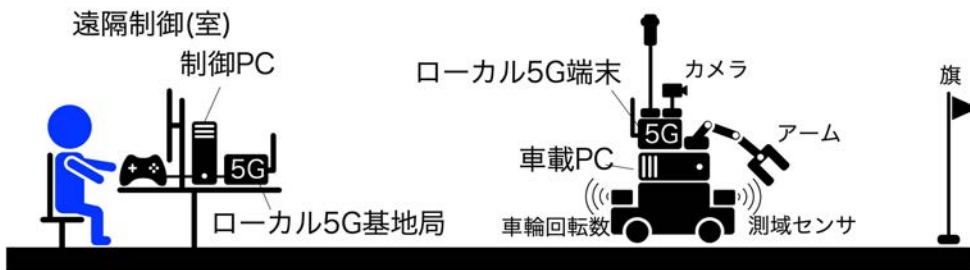 遠隔制御(室)
制御PC
5G
ローカル5G基地局
ローカル5G端末
カメラ
5G
アーム
車載PC
車輪回転数
測域センサ
旗